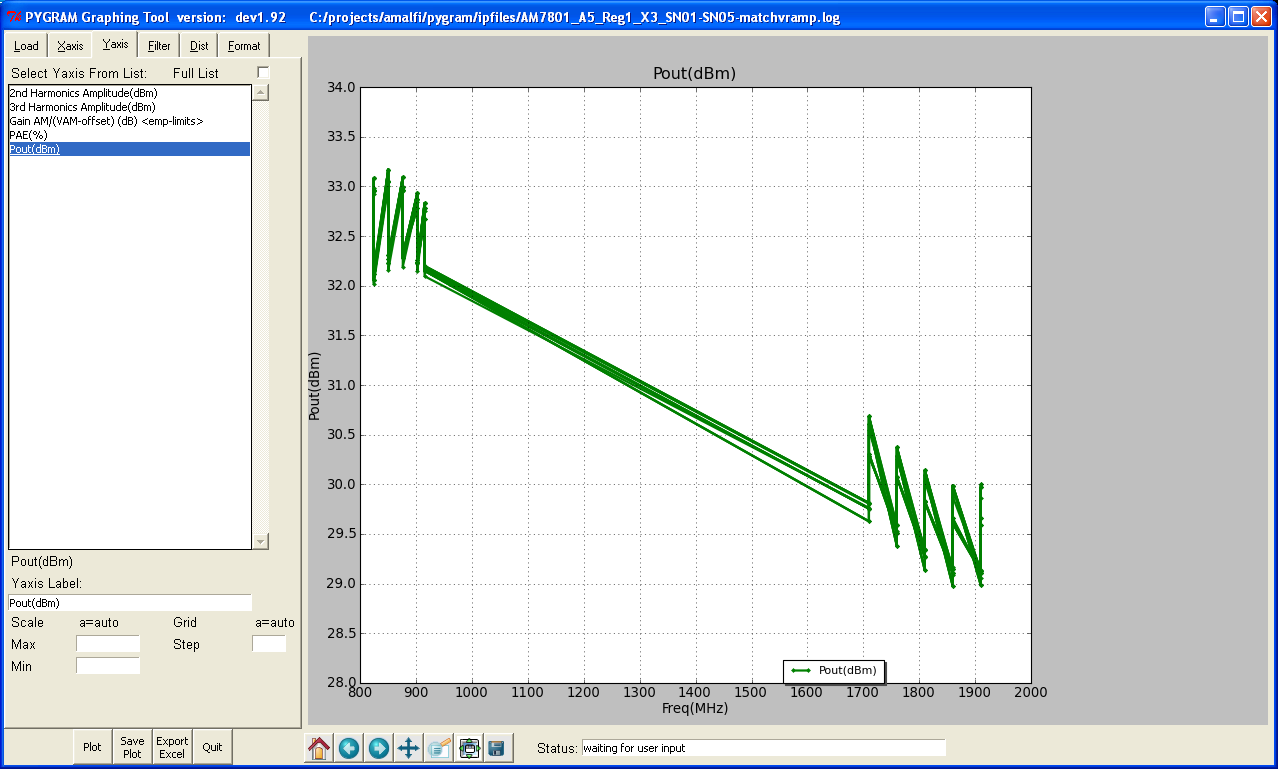 PYGRAM Graphing Tool version: dev1.92 C:/projects/amalfi/pygram/ipfiles/AM7801_A5_Reg1_X3_SN01-SN05-matchvramp.log
Load Xaxis Yaxis Filter Dist Format
Select Yaxis From List: Full List
2nd Harmonics Amplitude(dBm)
3rd Harmonics Amplitude(dBm)
Gain AM/(VAM-offset) (dB) <emp-limits>
PAE(%)
Pout(dBm)
Pout(dBm)
Yaxis Label:
Pout(dBm)
Scale a=auto Grid a=auto
Max Step
Min
Plot Save Plot Export Excel Quit
Pout(dBm)
34.0
33.5
33.0
32.5
32.0
31.5
31.0
30.5
30.0
29.5
29.0
28.5
28.0
Pout(dBm)
Pout(dBm)
800 900 1000 1100 1200 1300 1400 1500 1600 1700 1800 1900 2000
Freq(MHz)
Status: waiting for user input